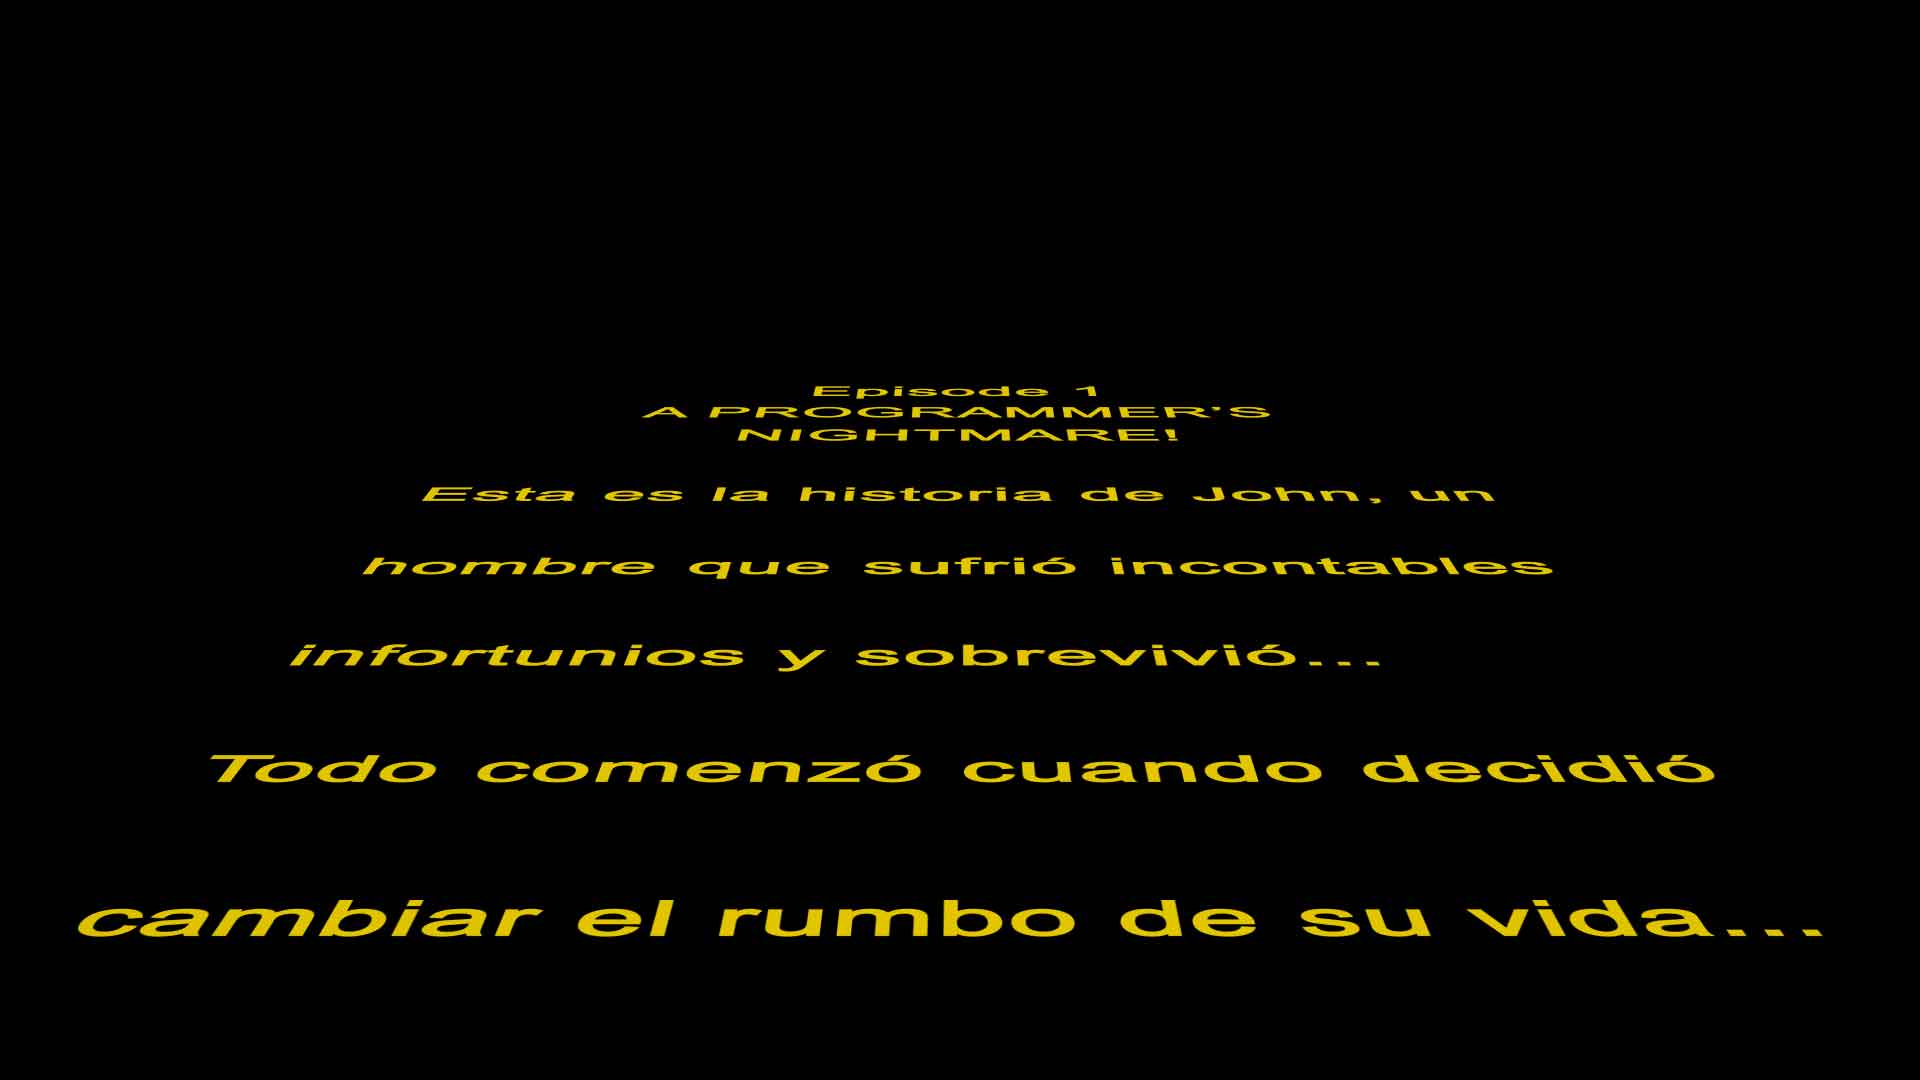 Episode 1
A PROGRAMMER'S
NIGHTMARE!
Esta es la historia de John, un
hombre que sufrió incontables
infortunios y sobrevivió...
Todo comenzó cuando decidió
cambiar el rumbo de su vida...